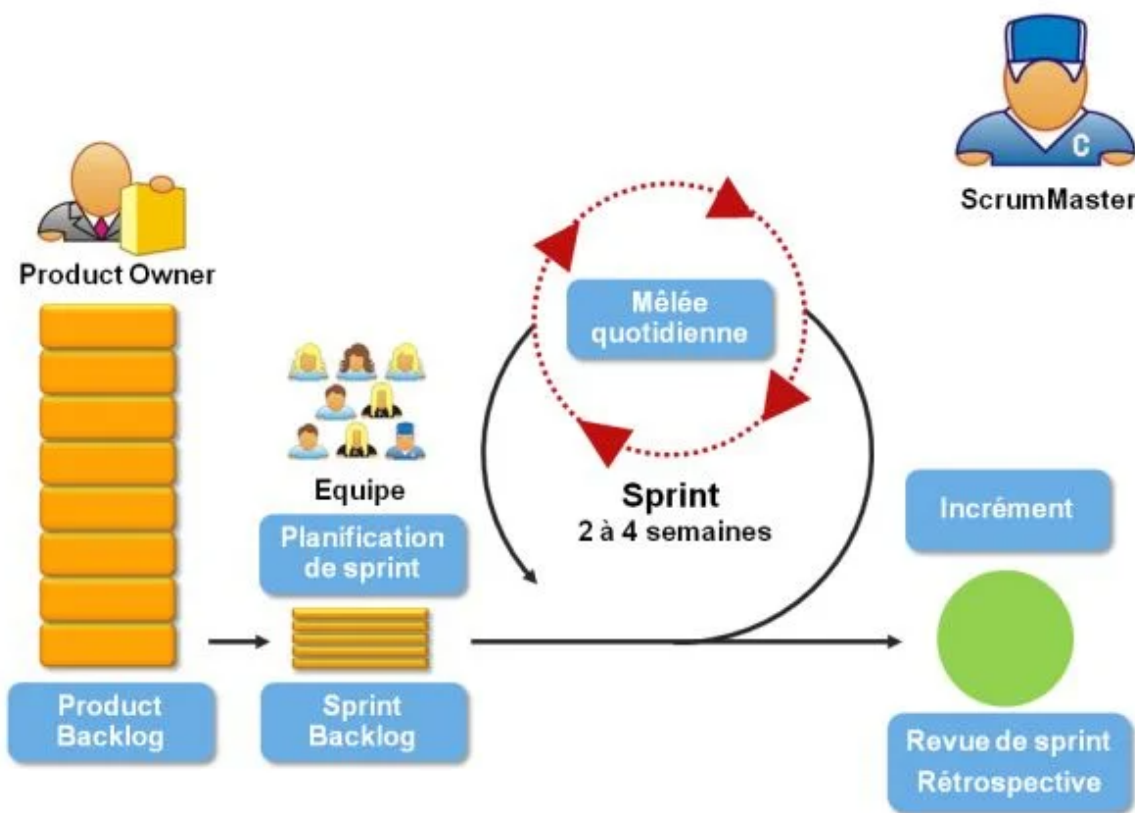 C
ScrumMaster
Product Owner
Mêlée
quotidienne
Equipe
Sprint
2 à 4 semaines
Planification
de sprint
Incrément
Product
Backlog
Sprint
Backlog
Revue de sprint
Rétrospective